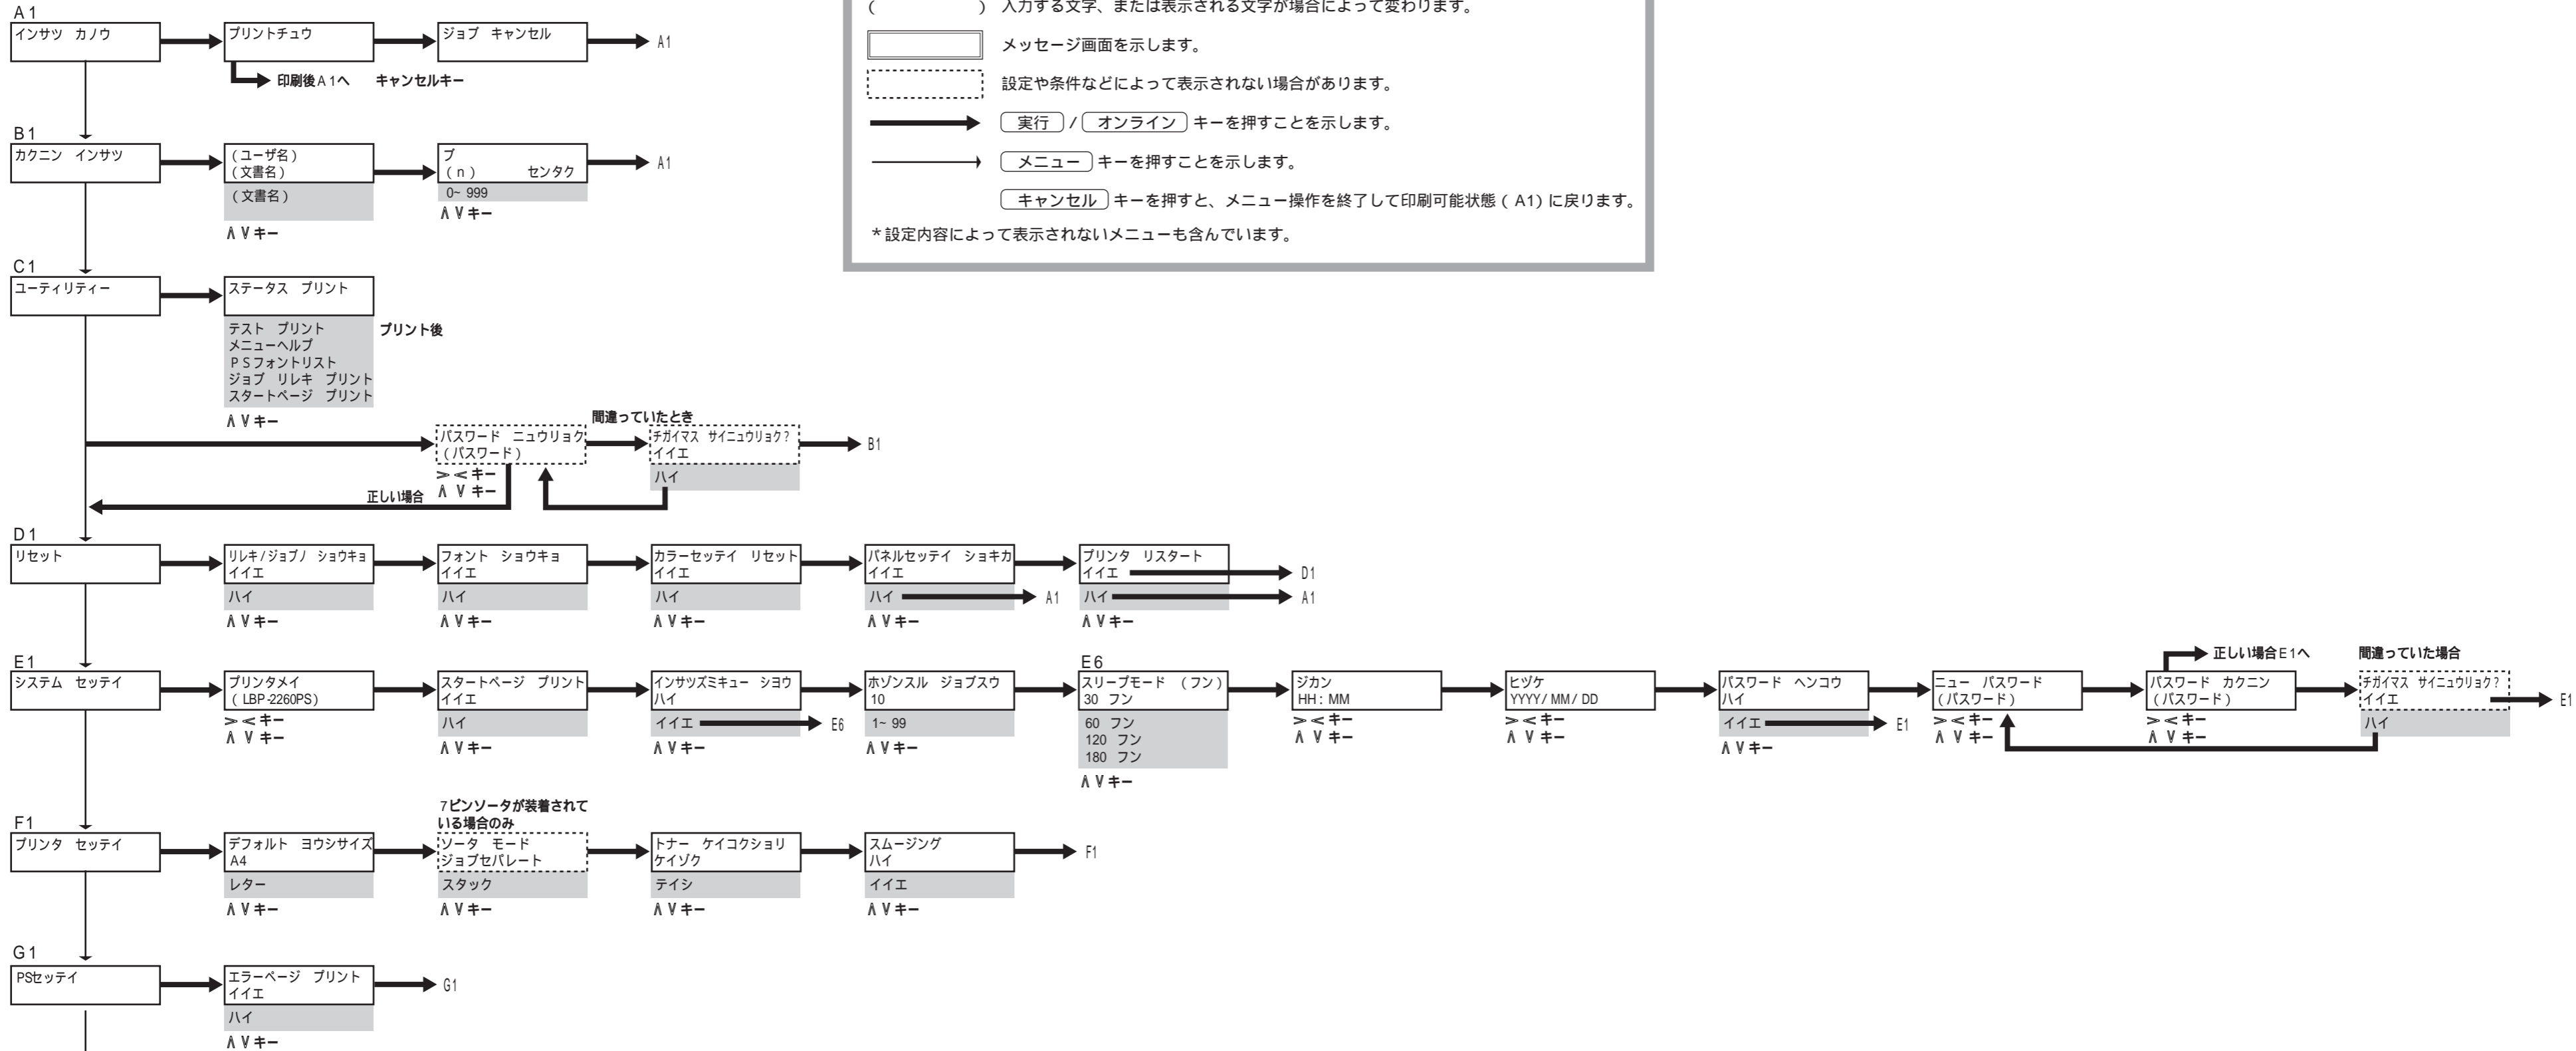 (　　　　　) 入力する文字、または表示される文字が場合によって変わります。
メッセージ画面を示します。
設定や条件などによって表示されない場合があります。
実行 / オンライン キーを押すことを示します。
メニュー キーを押すことを示します。
キャンセル キーを押すと、メニュー操作を終了して印刷可能状態 ( A1) に戻ります。
*設定内容によって表示されないメニューも含んでいます。
A1
インサツ　カノウ
プリントチュウ
ジョブ　キャンセル
A1
印刷後A1へ
キャンセルキー
B1
カクニン　インサツ
(ユーザ名)
(文書名)
(文書名)
∧∨キー
ブ
(n)　センタク
0~999
∧∨キー
A1
C1
ユーティリティー
ステータス　プリント
テスト　プリント
メニューヘルプ
PSフォントリスト
ジョブ　リレキ　プリント
スタートページ　プリント
∧∨キー
プリント後
パスワード　ニュウリョク
(パスワード)
＞＜キー
∧∨キー
間違っていたとき
チガイマス　サイニュウリョク？
イイエ
ハイ
B1
正しい場合
D1
リセット
リレキ/ジョブノ　ショウキョ
イイエ
ハイ
∧∨キー
フォント　ショウキョ
イイエ
ハイ
∧∨キー
カラーセッテイ　リセット
イイエ
ハイ
∧∨キー
パネルセッテイ　ショキカ
イイエ
ハイ
A1
∧∨キー
プリンタ　リスタート
イイエ
D1
ハイ
A1
∧∨キー
E1
システム　セッテイ
プリンタメイ
(LBP-2260PS)
＞＜キー
∧∨キー
スタートページ　プリント
イイエ
ハイ
∧∨キー
インサツズミキュー　シヨウ
ハイ
イイエ
E6
∧∨キー
ホゾンスル　ジョブスウ
10
1~99
∧∨キー
E6
スリープモード　(フン)
30　フン
60　フン
120　フン
180　フン
∧∨キー
ジカン
HH:MM
＞＜キー
∧∨キー
ヒヅケ
YYYY/MM/DD
＞＜キー
∧∨キー
パスワード　ヘンコウ
ハイ
イイエ
E1
∧∨キー
ニュー　パスワード
(パスワード)
＞＜キー
∧∨キー
正しい場合E1へ
パスワード　カクニン
(パスワード)
＞＜キー
∧∨キー
間違っていた場合
チガイマス　サイニュウリョク？
イイエ
E1
ハイ
F1
プリンタ　セッテイ
デフォルト　ヨウシサイズ
A4
レター
∧∨キー
7ビンソータが装着されて
いる場合のみ
ソータ　モード
ジョブセパレート
スタック
∧∨キー
トナー　ケイコクショリ
ケイゾク
テイシ
∧∨キー
スムージング
ハイ
イイエ
∧∨キー
F1
G1
PSセッテイ
エラーページ　プリント
イイエ
ハイ
∧∨キー
G1